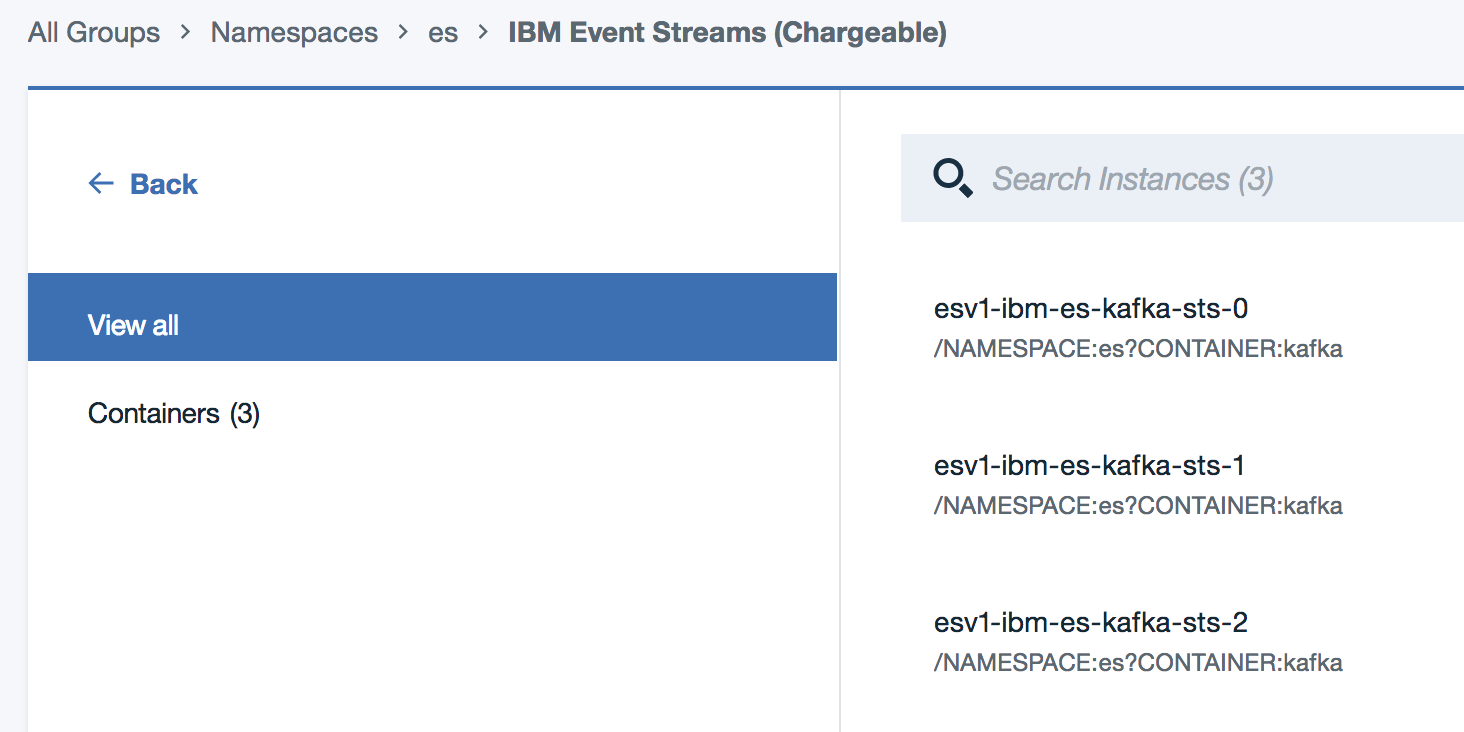 All Groups > Namespaces > es > IBM Event Streams (Chargeable)
← Back
View all
Containers (3)
Search Instances (3)
esv1-ibm-es-kafka-sts-0
/NAMESPACE:es?CONTAINER:kafka
esv1-ibm-es-kafka-sts-1
/NAMESPACE:es?CONTAINER:kafka
esv1-ibm-es-kafka-sts-2
/NAMESPACE:es?CONTAINER:kafka